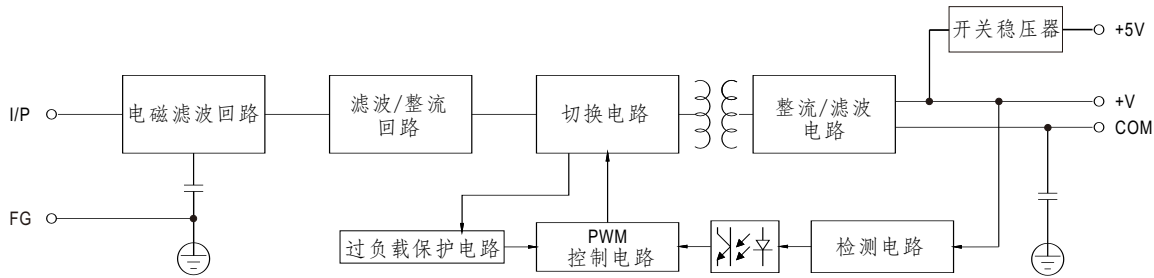 开关稳压器
+5V
I/P
电磁滤波回路
滤波/整流
回路
切换电路
整流/滤波
电路
+V
COM
FG
过负载保护电路
PWM
控制电路
检测电路